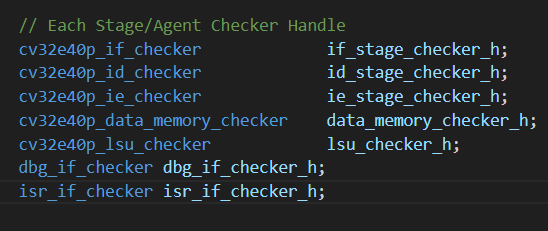 // Each Stage/Agent Checker Handle
cv32e40p_if_checker if_stage_checker_h;
cv32e40p_id_checker id_stage_checker_h;
cv32e40p_ie_checker ie_stage_checker_h;
cv32e40p_data_memory_checker data_memory_checker_h;
cv32e40p_lsu_checker lsu_checker_h;
dbg_if_checker dbg_if_checker_h;
isr_if_checker isr_if_checker_h;